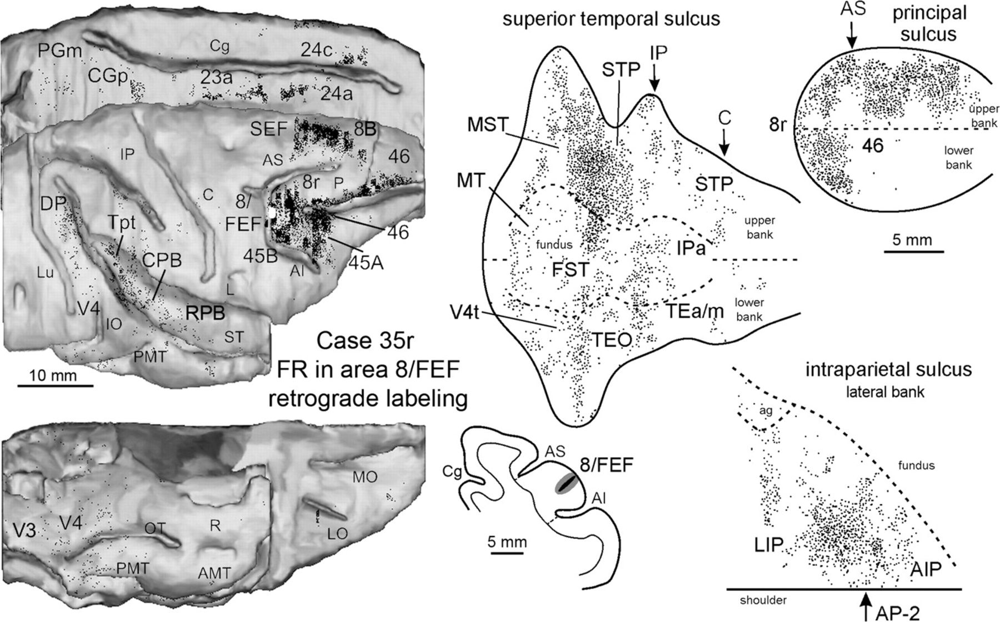 PGm
Cg
24c
CGp
23a
24a
SEF
8B
IP
AS
46
8r
P
C
8/
FEF
DP
Tpt
46
CPB
45B
45A
AI
Lu
L
V4
IO
RPB
ST
PMT
10 mm
Case 35r
FR in area 8/FEF
retrograde labeling
V3
V4
OT
R
PMT
AMT
MO
LO
superior temporal sulcus
IP
STP
C
MST
MT
STP
upper
bank
fundus
IPa
FST
V4t
TEa/m
lower
bank
TEO
AS
principal
sulcus
8r
upper
bank
46
lower
bank
5 mm
Cg
AS
8/FEF
AI
5 mm
intraparietal sulcus
lateral bank
ag
fundus
LIP
AIP
shoulder
AP-2